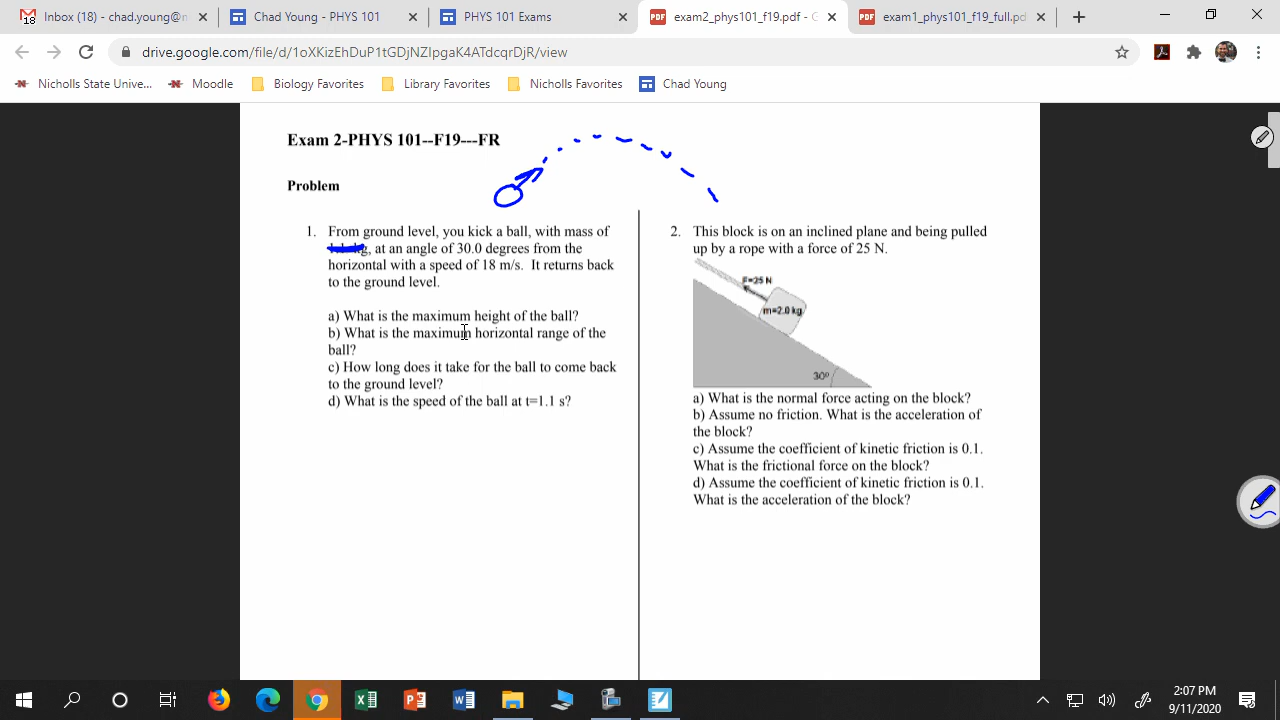 Inbox (18) - chad.young@n
Chad Young - PHYS 101
PHYS 101 Exams
exam2_phys101_f19.pdf - G
exam1_phys101_f19_full.pd
drive.google.com/file/d/1oXKizEhDuP1tGDjNZIpgaK4ATdcqrDjR/view
Nicholls State Unive...
Moodle
Biology Favorites
Library Favorites
Nicholls Favorites
Chad Young
Exam 2-PHYS 101--F19---FR
Problem
1. From ground level, you kick a ball, with mass of
, at an angle of 30.0 degrees from the
horizontal with a speed of 18 m/s. It returns back
to the ground level.
a) What is the maximum height of the ball?
b) What is the maximum horizontal range of the
ball?
c) How long does it take for the ball to come back
to the ground level?
d) What is the speed of the ball at t=1.1 s?
2. This block is on an inclined plane and being pulled
up by a rope with a force of 25 N.
F=25 N
m=2.0 kg
30º
a) What is the normal force acting on the block?
b) Assume no friction. What is the acceleration of
the block?
c) Assume the coefficient of kinetic friction is 0.1.
What is the frictional force on the block?
d) Assume the coefficient of kinetic friction is 0.1.
What is the acceleration of the block?
2:07 PM
9/11/2020